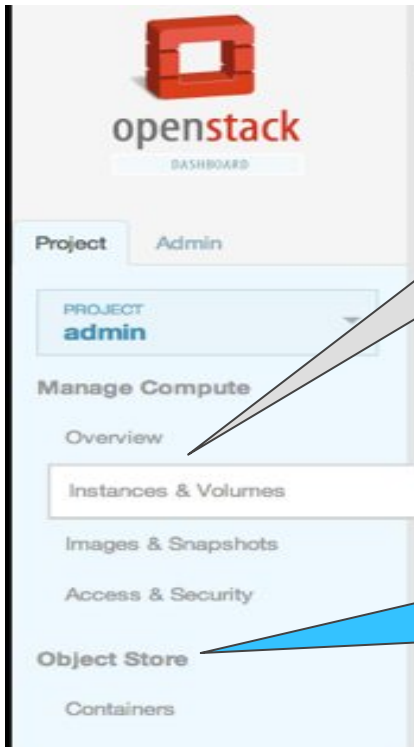 openstack
DASHBOARD
Project Admin
PROJECT
admin
Manage Compute
Overview
Instances & Volumes
Images & Snapshots
Access & Security
Object Store
Containers